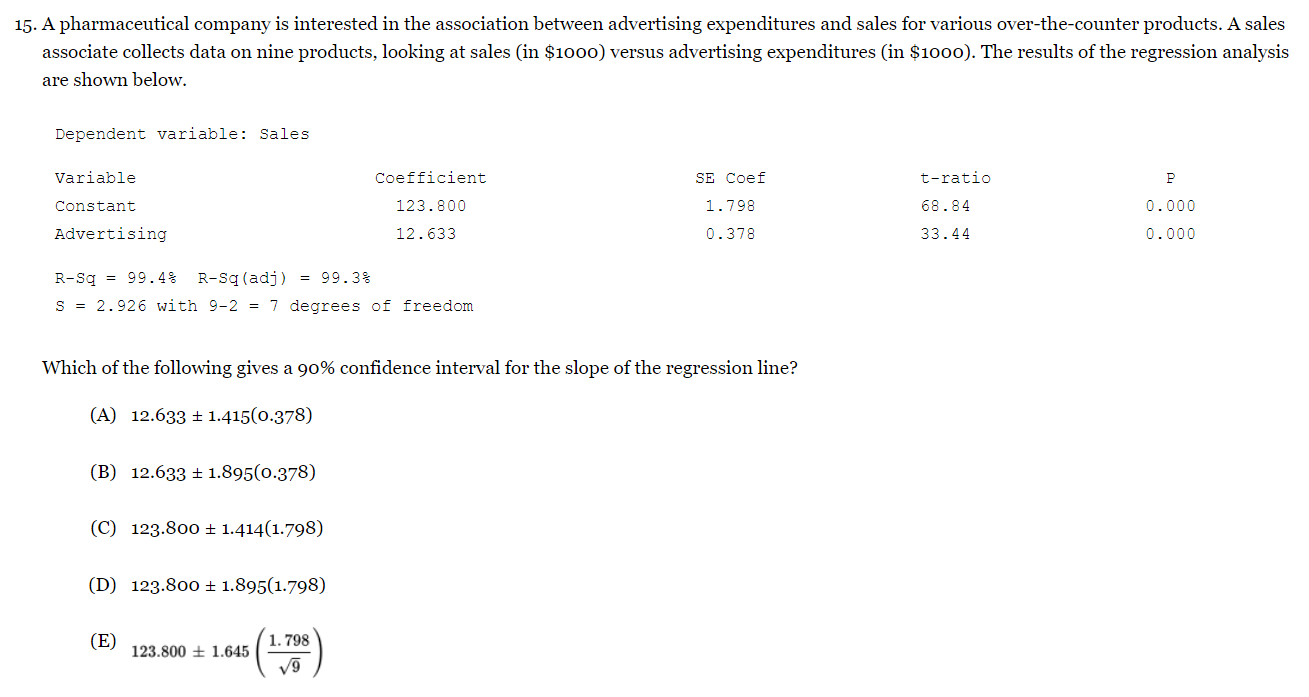 15. A pharmaceutical company is interested in the association between advertising expenditures and sales for various over-the-counter products. A sales
associate collects data on nine products, looking at sales (in $1000) versus advertising expenditures (in $1000). The results of the regression analysis
are shown below.
Dependent variable: Sales
Variable Coefficient SE Coef t-ratio P
Constant 123.800 1.798 68.84 0.000
Advertising 12.633 0.378 33.44 0.000
R-Sq = 99.4% R-Sq(adj) = 99.3%
S = 2.926 with 9-2 = 7 degrees of freedom
Which of the following gives a 90% confidence interval for the slope of the regression line?
(A) 12.633 ± 1.415(0.378)
(B) 12.633 ± 1.895(0.378)
(C) 123.800 ± 1.414(1.798)
(D) 123.800 ± 1.895(1.798)
(E) 123.800 ± 1.645 (1.798/√9)